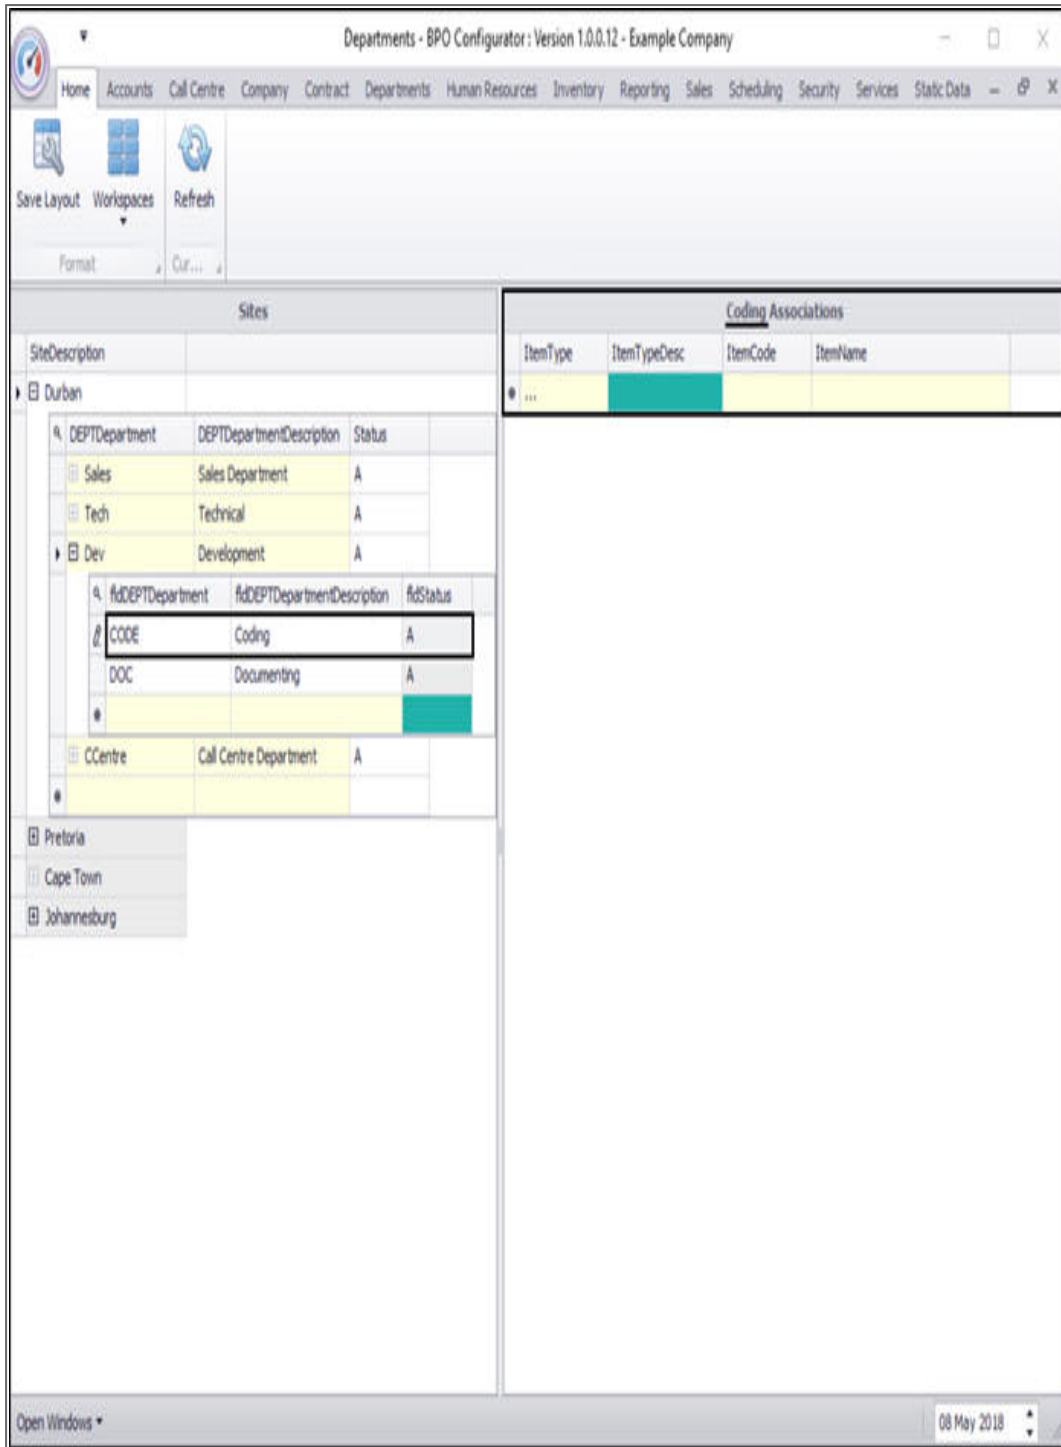 Departments - BPO Configurator : Version 1.0.0.12 - Example Company
Home Accounts Call Centre Company Contract Departments Human Resources Inventory Reporting Sales Scheduling Security Services Static Data
Save Layout Workspaces Refresh
Format Cur...
Sites
SiteDescription
Durban
DEPTDepartment DEPTDepartmentDescription Status
Sales Sales Department A
Tech Technical A
Dev Development A
fldDEPTDepartment fldDEPTDepartmentDescription fldStatus
CODE Coding A
DOC Documenting A
CCentre Call Centre Department A
Pretoria
Cape Town
Johannesburg
Coding Associations
ItemType ItemTypeDesc ItemCode ItemName
...
Open Windows 08 May 2018